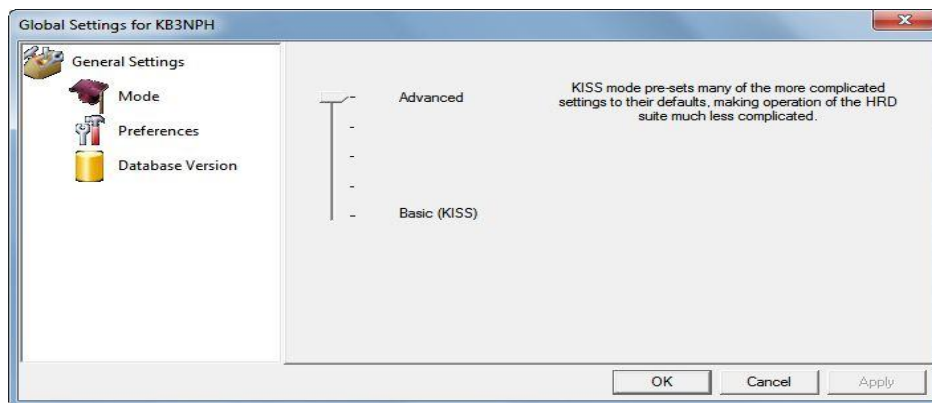 Global Settings for KB3NPH
General Settings
Mode
Preferences
Database Version
Advanced
Basic (KISS)
KISS mode pre-sets many of the more complicated
settings to their defaults, making operation of the HRD
suite much less complicated.
OK
Cancel
Apply